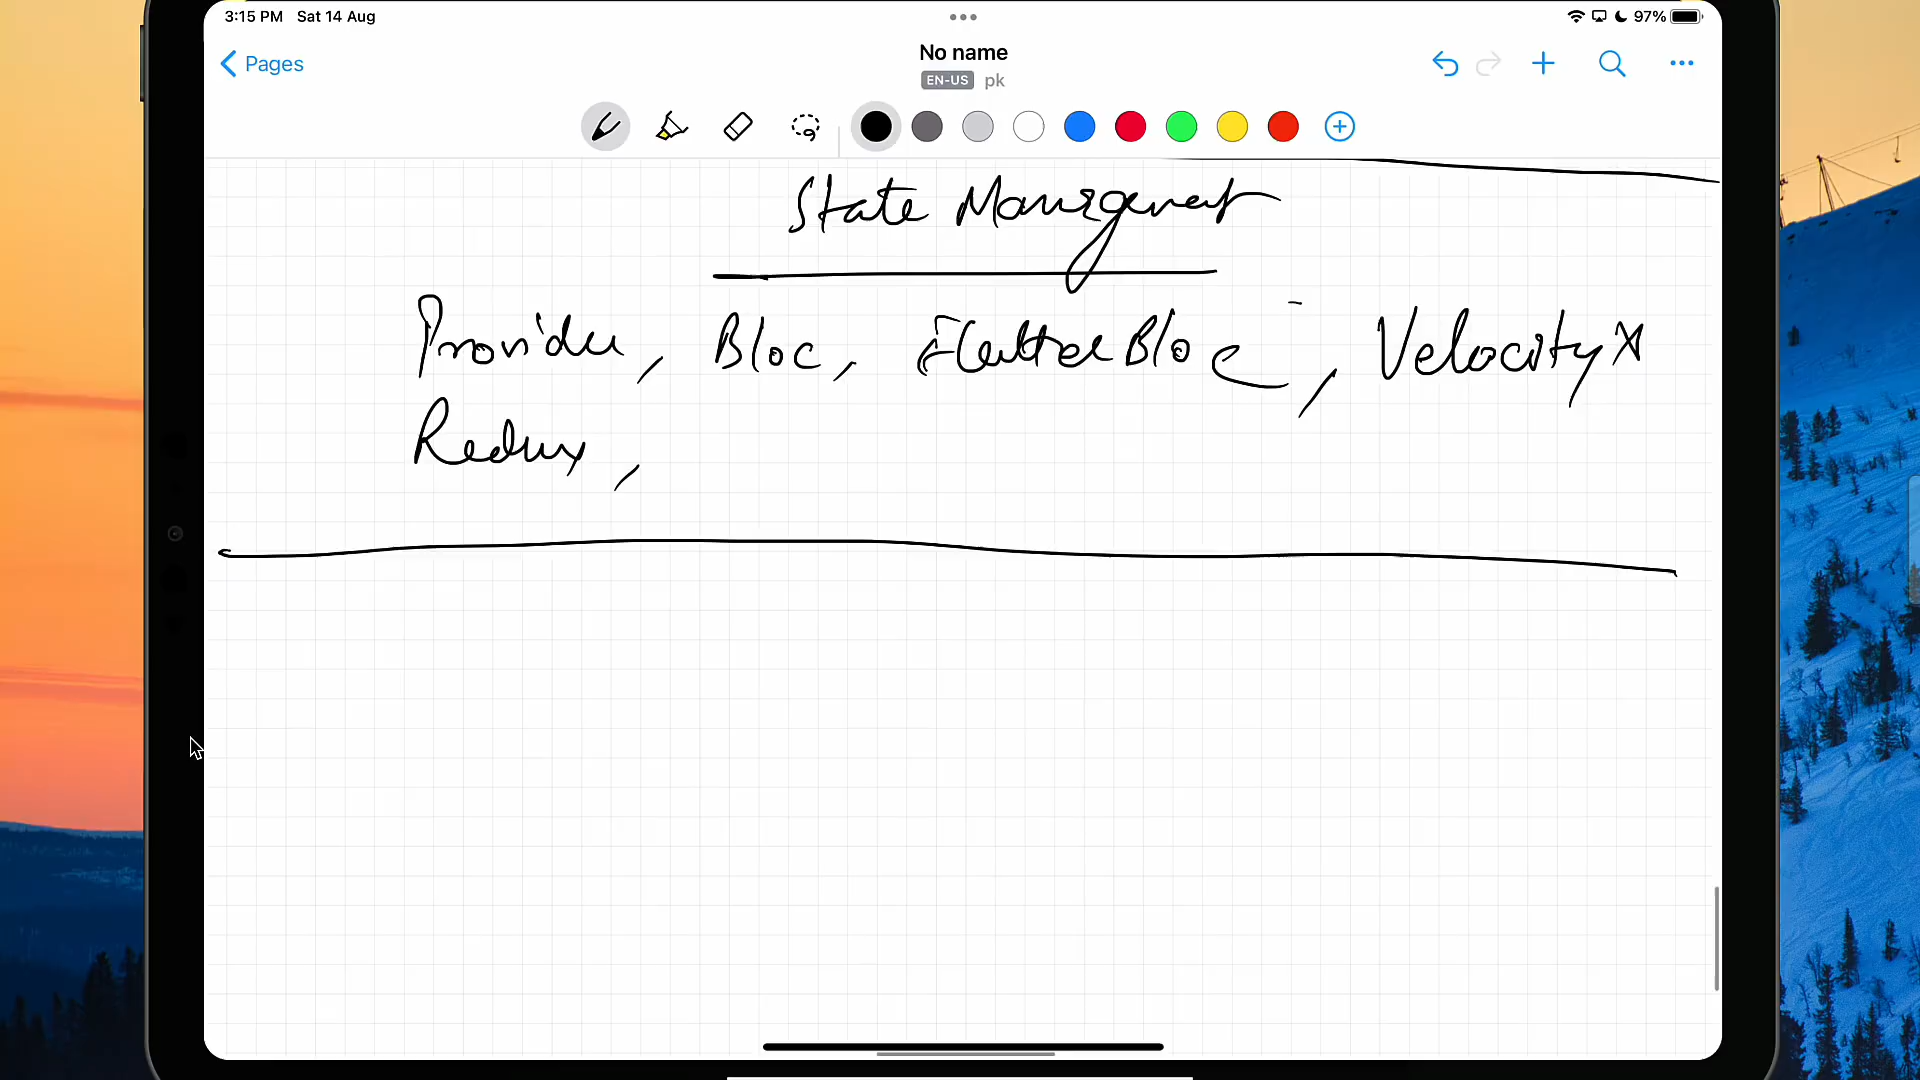 3:15 PM Sat 14 Aug
97%
Pages
No name
EN-US pk
State Management
Provider, Bloc, FlutterBloc, VelocityX
Redux,